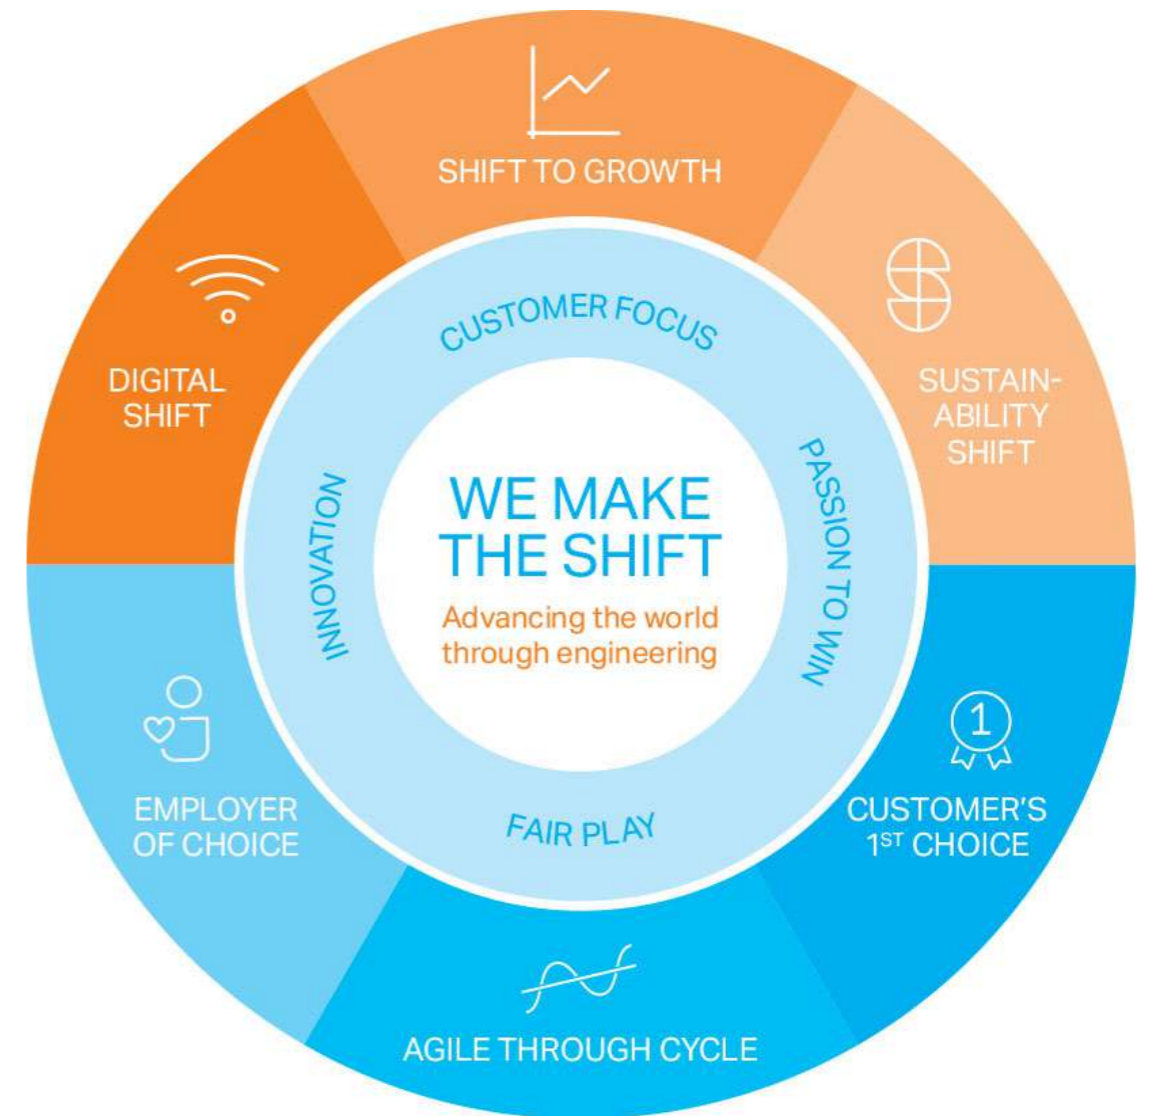 SHIFT TO GROWTH
DIGITAL
SHIFT
SUSTAIN-
ABILITY
SHIFT
CUSTOMER FOCUS
INNOVATION
PASSION TO WIN
WE MAKE
THE SHIFT
Advancing the world
through engineering
FAIR PLAY
EMPLOYER
OF CHOICE
1
CUSTOMER’S
1ST CHOICE
AGILE THROUGH CYCLE